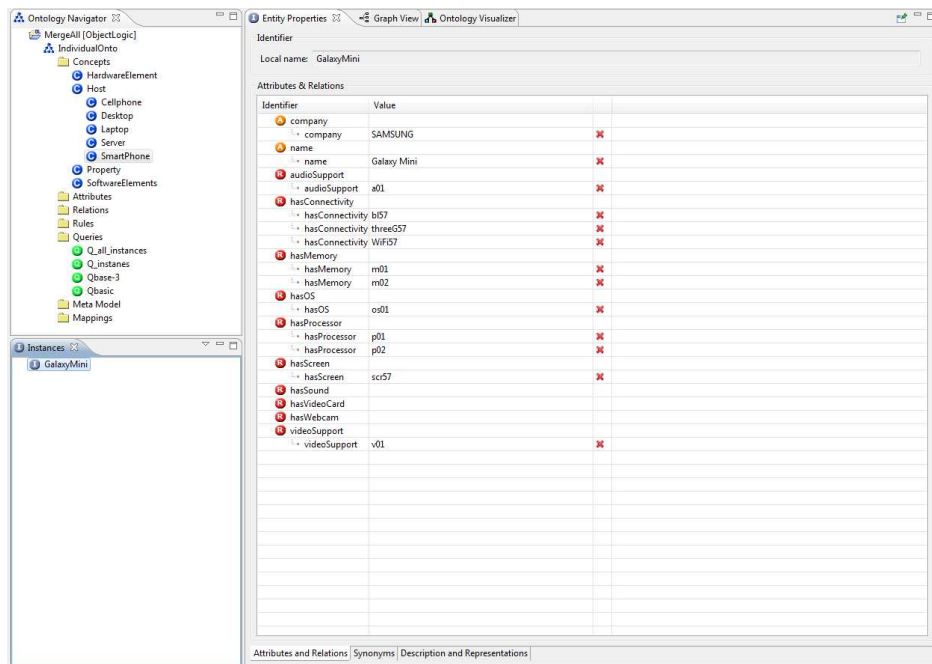 Ontology Navigator
MergeAll [ObjectLogic]
IndividualOnto
Concepts
HardwareElement
Host
Cellphone
Desktop
Laptop
Server
SmartPhone
Property
SoftwareElements
Attributes
Relations
Rules
Queries
Q_all_instances
Q_instanes
Qbase-3
Qbasic
Meta Model
Mappings
Instances
GalaxyMini
Entity Properties Graph View Ontology Visualizer
Identifier
Local name: GalaxyMini
Attributes & Relations
Identifier Value
A company
company SAMSUNG
A name
name Galaxy Mini
R audioSupport
audioSupport a01
R hasConnectivity
hasConnectivity bl57
hasConnectivity threeG57
hasConnectivity WiFi57
R hasMemory
hasMemory m01
hasMemory m02
R hasOS
hasOS os01
R hasProcessor
hasProcessor p01
hasProcessor p02
R hasScreen
hasScreen scr57
R hasSound
R hasVideoCard
R hasWebcam
R videoSupport
videoSupport v01
Attributes and Relations Synonyms Description and Representations